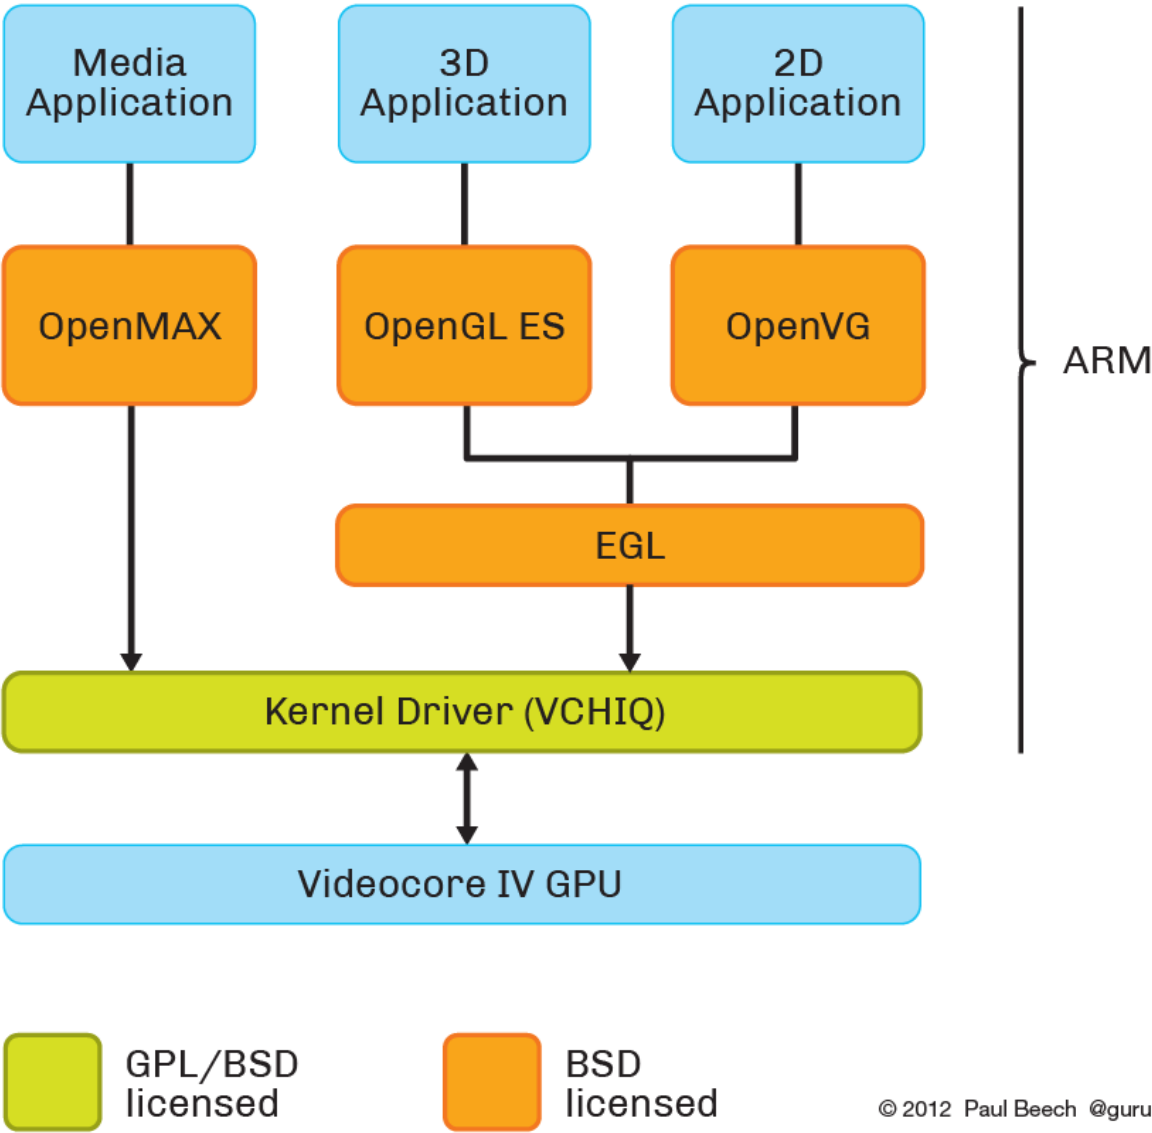 Media
Application
3D
Application
2D
Application
OpenMAX
OpenGL ES
OpenVG
ARM
EGL
Kernel Driver (VCHIQ)
Videocore IV GPU
GPL/BSD
licensed
BSD
licensed
© 2012 Paul Beech @guru